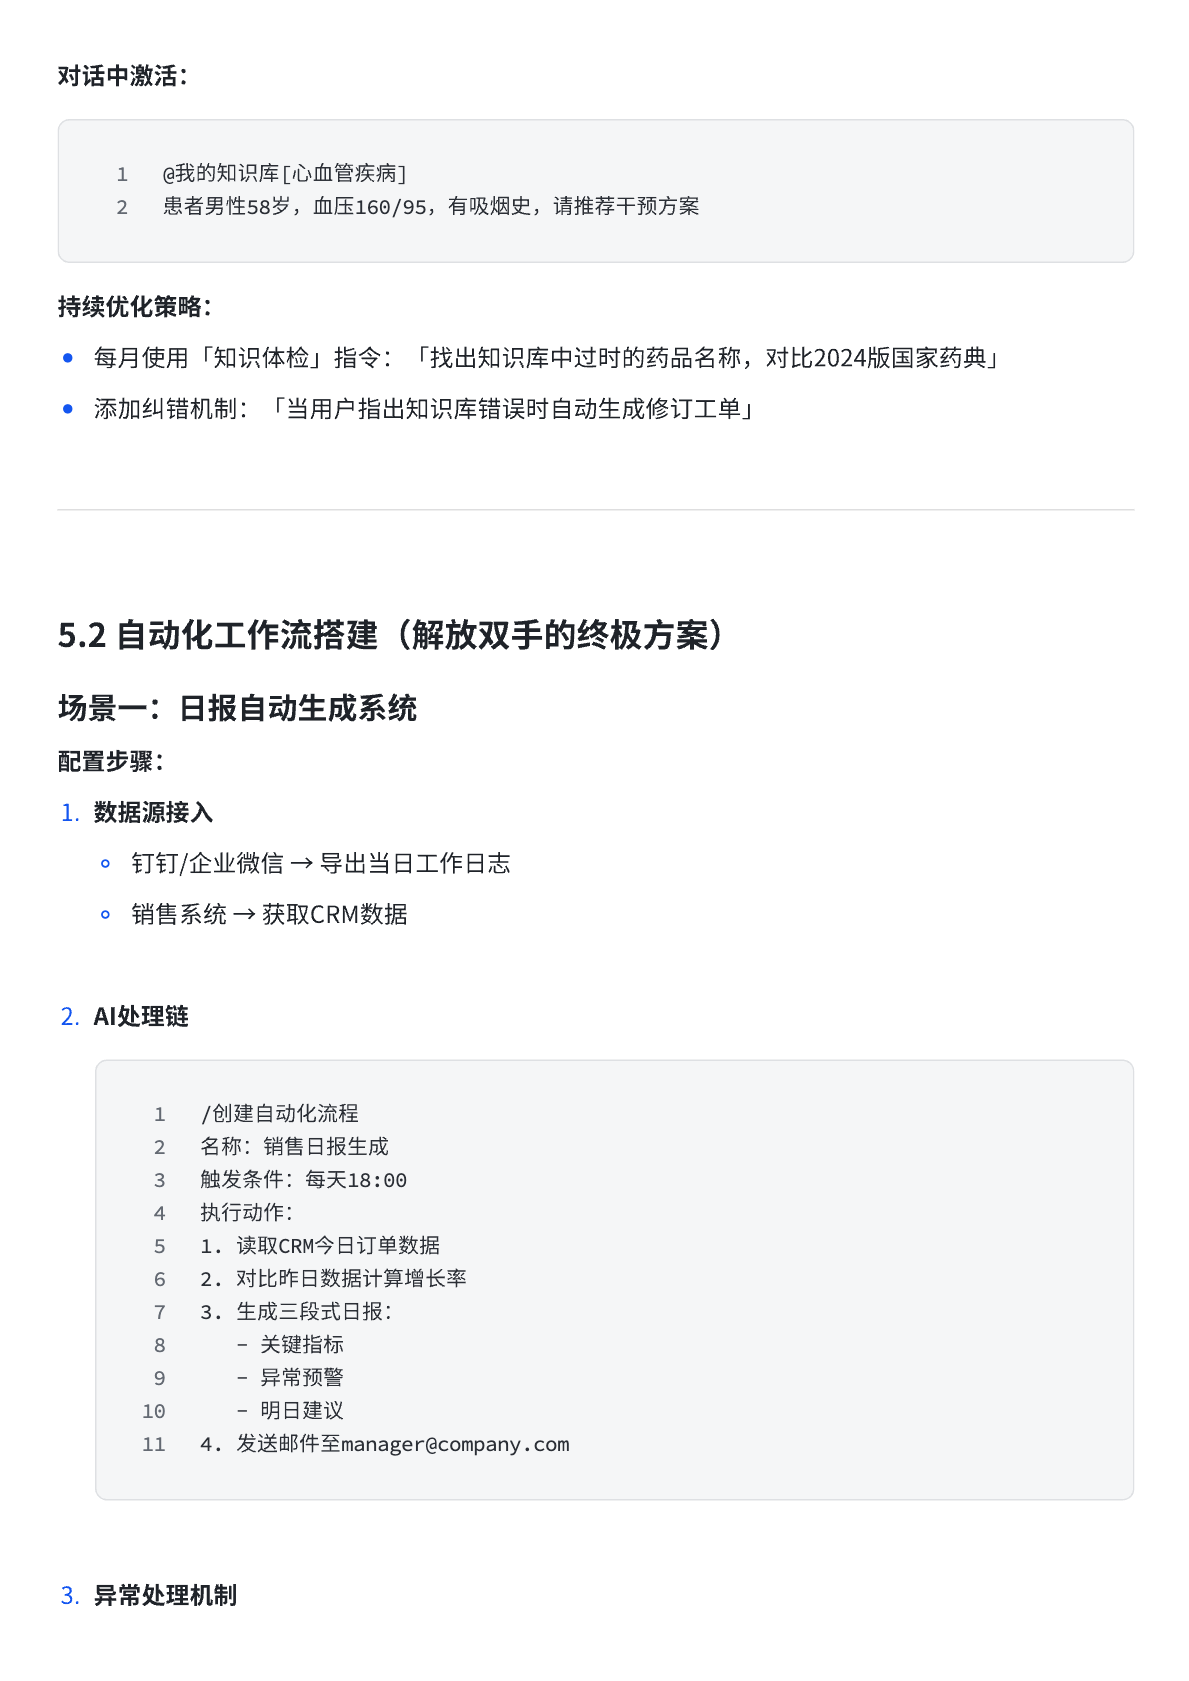 对话中激活：
1 @我的知识库[心血管疾病]
2 患者男性58岁，血压160/95，有吸烟史，请推荐干预方案
持续优化策略：
• 每月使用「知识体检」指令：「找出知识库中过时的药品名称，对比2024版国家药典」
• 添加纠错机制：「当用户指出知识库错误时自动生成修订工单」
5.2 自动化工作流搭建（解放双手的终极方案）
场景一：日报自动生成系统
配置步骤：
1. 数据源接入
◦ 钉钉/企业微信 → 导出当日工作日志
◦ 销售系统 → 获取CRM数据
2. AI处理链
1 /创建自动化流程
2 名称：销售日报生成
3 触发条件：每天18:00
4 执行动作：
5 1. 读取CRM今日订单数据
6 2. 对比昨日数据计算增长率
7 3. 生成三段式日报：
8 - 关键指标
9 - 异常预警
10 - 明日建议
11 4. 发送邮件至manager@company.com
3. 异常处理机制